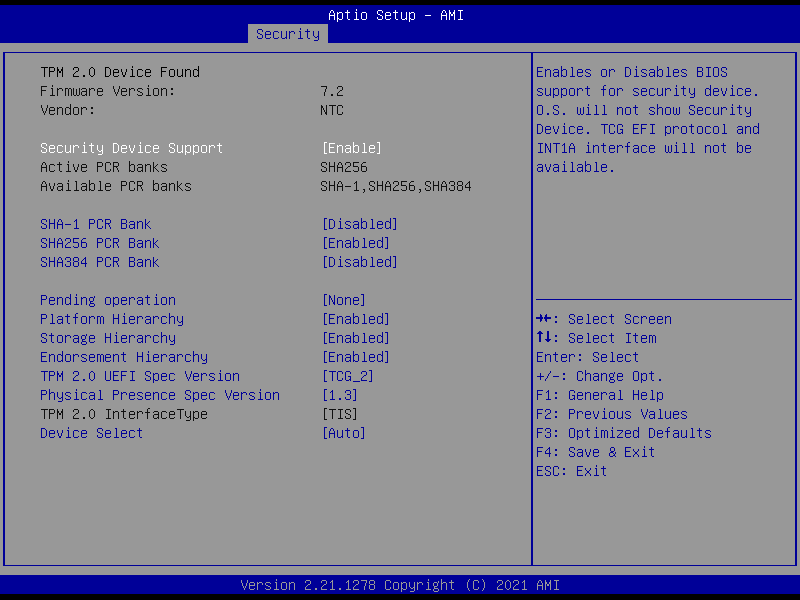 Aptio Setup - AMI
Security
TPM 2.0 Device Found
Firmware Version: 7.2
Vendor: NTC
Security Device Support [Enable]
Active PCR banks SHA256
Available PCR banks SHA-1,SHA256,SHA384
SHA-1 PCR Bank [Disabled]
SHA256 PCR Bank [Enabled]
SHA384 PCR Bank [Disabled]
Pending operation [None]
Platform Hierarchy [Enabled]
Storage Hierarchy [Enabled]
Endorsement Hierarchy [Enabled]
TPM 2.0 UEFI Spec Version [TCG_2]
Physical Presence Spec Version [1.3]
TPM 2.0 InterfaceType [TIS]
Device Select [Auto]
Enables or Disables BIOS
support for security device.
O.S. will not show Security
Device. TCG EFI protocol and
INT1A interface will not be
available.
→←: Select Screen
↑↓: Select Item
Enter: Select
+/-: Change Opt.
F1: General Help
F2: Previous Values
F3: Optimized Defaults
F4: Save & Exit
ESC: Exit
Version 2.21.1278 Copyright (C) 2021 AMI